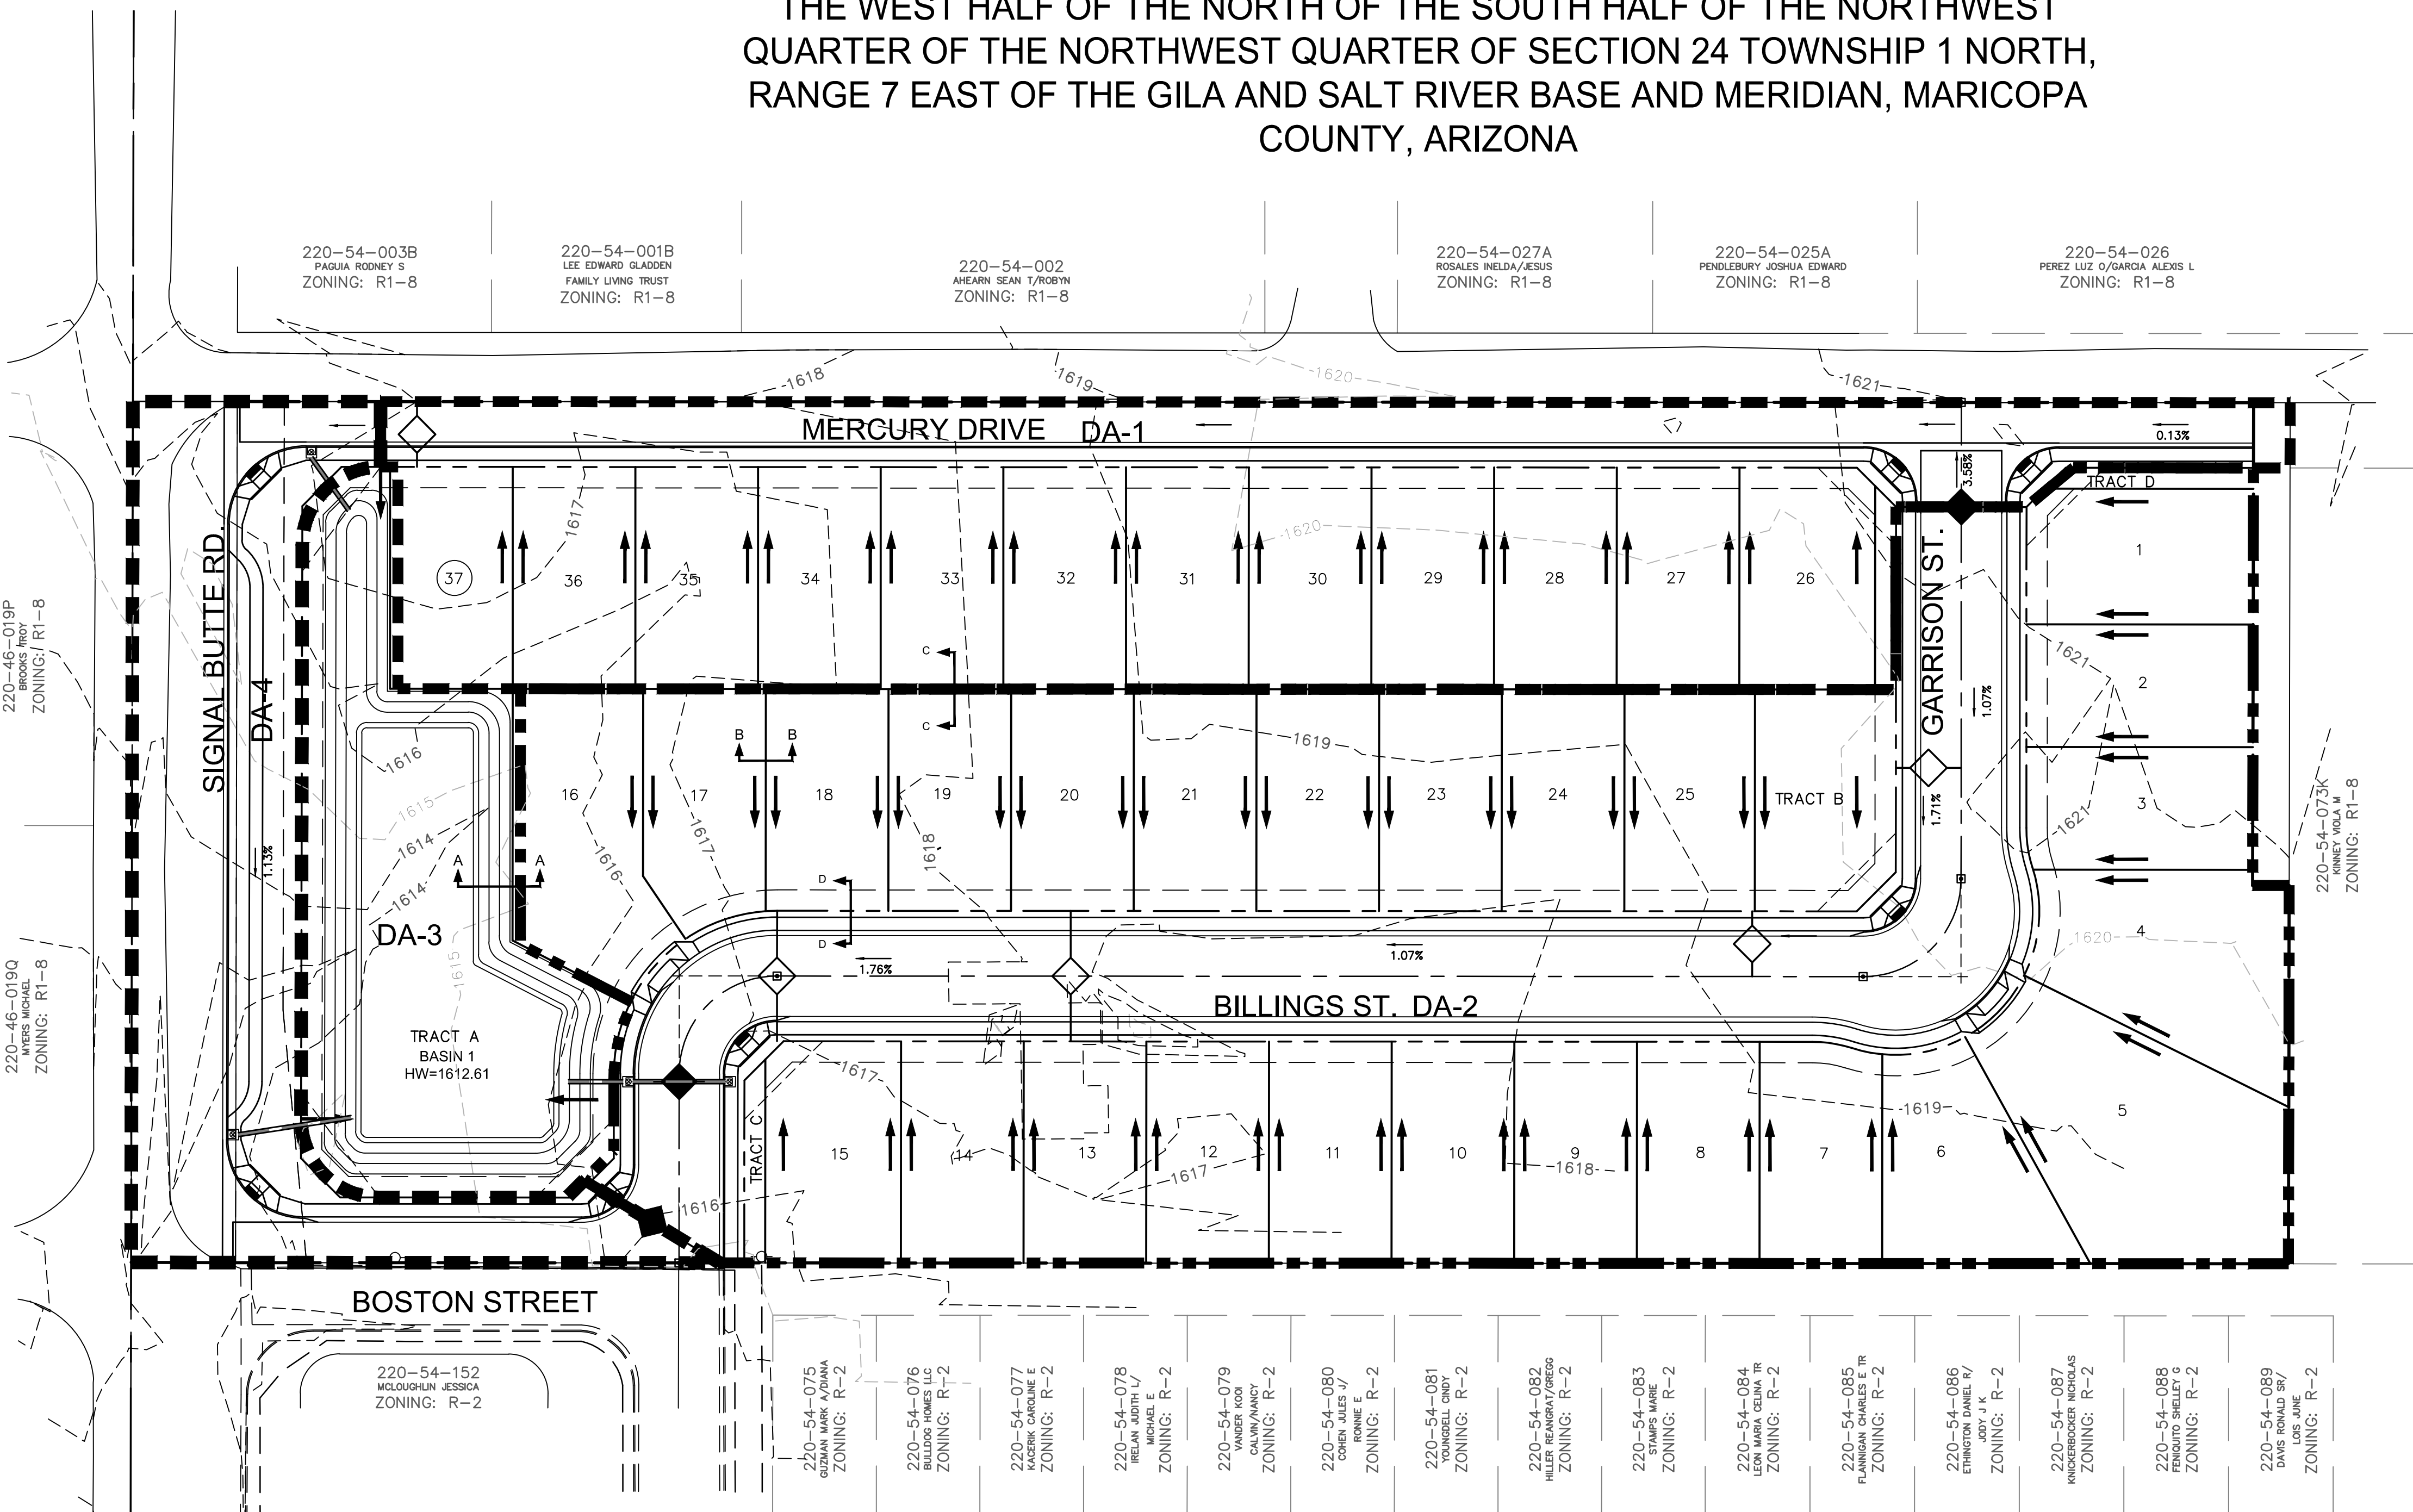 THE WEST HALF OF THE NORTH OF THE SOUTH HALF OF THE NORTHWEST
QUARTER OF THE NORTHWEST QUARTER OF SECTION 24 TOWNSHIP 1 NORTH,
RANGE 7 EAST OF THE GILA AND SALT RIVER BASE AND MERIDIAN, MARICOPA
COUNTY, ARIZONA
220-54-003B
PAGUIA RODNEY S
ZONING: R1-8
220-54-001B
LEE EDWARD GLADDEN
FAMILY LIVING TRUST
ZONING: R1-8
220-54-002
AHEARN SEAN T/ROBYN
ZONING: R1-8
220-54-027A
ROSALES INELDA/JESUS
ZONING: R1-8
220-54-025A
PENDLEBURY JOSHUA EDWARD
ZONING: R1-8
220-54-026
PEREZ LUZ O/GARCIA ALEXIS L
ZONING: R1-8
1618
1619
1620
1621
MERCURY DRIVE DA-1
0.13%
3.58%
TRACT D
1617
1620
37
36
35
34
33
32
31
30
29
28
27
26
1
GARRISON ST.
SIGNAL BUTTE RD.
DA-4
1.13%
220-46-019P
BROOKS TROY
ZONING: R1-8
C
C
1621
2
1.07%
B B
1616
1615
1614
1614
1619
16
17
18
19
20
21
22
23
24
25
TRACT B
1.71%
3
1621
220-54-073K
KINNEY VIOLA M
ZONING: R1-8
A A
1616
1617
1618
D
D
DA-3
1615
4
1620
1.76%
1.07%
BILLINGS ST. DA-2
220-46-019Q
MYERS MICHAEL
ZONING: R1-8
TRACT A
BASIN 1
HW=1612.61
1617
1619
5
TRACT C
15
14
13
12
11
10
9
8
7
6
1617
1618
1616
BOSTON STREET
220-54-152
MCLOUGHLIN JESSICA
ZONING: R-2
220-54-075
GUZMAN MARK A/DIANA
ZONING: R-2
220-54-076
BULLDOG HOMES LLC
ZONING: R-2
220-54-077
KACERIK CAROLINE E
ZONING: R-2
220-54-078
IRELAN JUDITH L/
MICHAEL E
ZONING: R-2
220-54-079
VANDER KOOI
CALVIN/NANCY
ZONING: R-2
220-54-080
COHEN JULES J/
RONNIE E
ZONING: R-2
220-54-081
YOUNGDELL CINDY
ZONING: R-2
220-54-082
HILLER REANGRAT/GREGG
ZONING: R-2
220-54-083
STAMPS MARIE
ZONING: R-2
220-54-084
LEON MARIA CELINA TR
ZONING: R-2
220-54-085
FLANNIGAN CHARLES E TR
ZONING: R-2
220-54-086
ETHINGTON DANIEL R/
JODY J K
ZONING: R-2
220-54-087
KNICKERBOCKER NICHOLAS
ZONING: R-2
220-54-088
FENIQUITO SHELLEY G
ZONING: R-2
220-54-089
DAVIS RONALD SR/
LOIS JUNE
ZONING: R-2